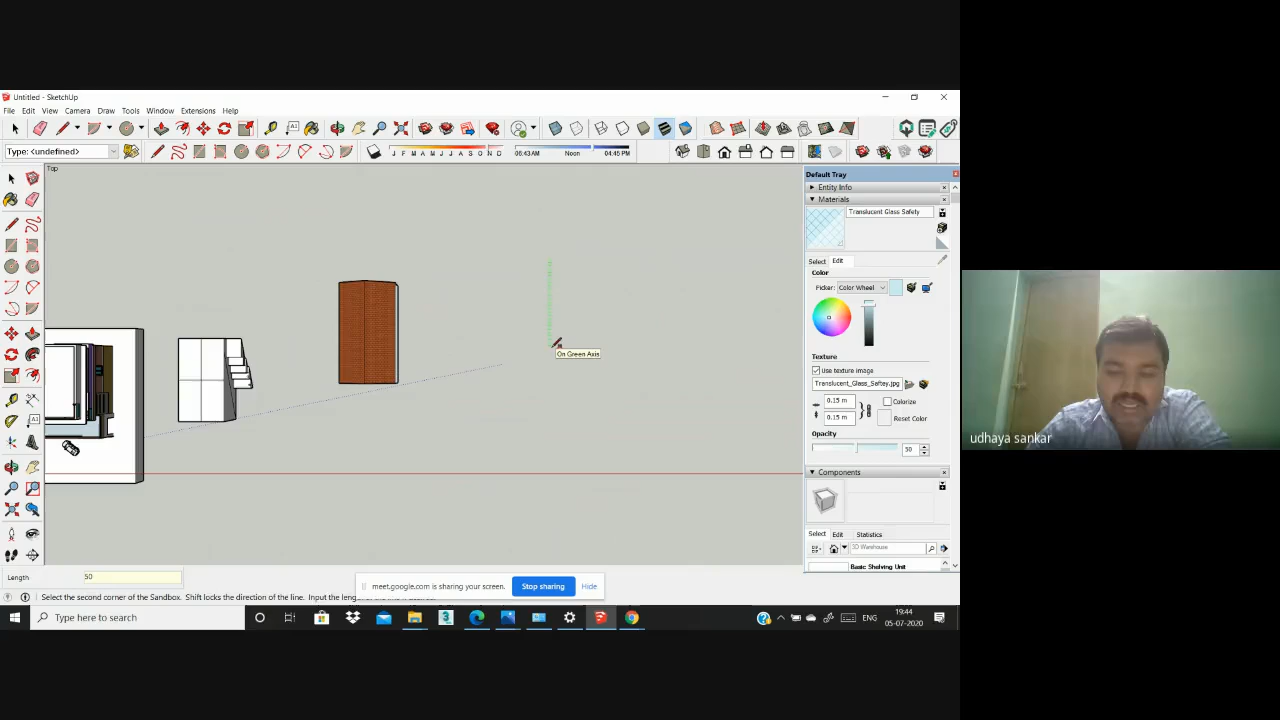 Untitled - SketchUp
File Edit View Camera Draw Tools Window Extensions Help
Type: <undefined>
J F M A M J J A S O N D
06:43 AM Noon 04:45 PM
Top
On Green Axis
Default Tray
Entity Info
Materials
Translucent Glass Safety
Select Edit
Color
Picker: Color Wheel
Texture
Use texture image
Translucent_Glass_Saftey.jpg
0.15 m
Colorize
0.15 m
Reset Color
Opacity
50
Components
Select Edit Statistics
3D Warehouse
Basic Shelving Unit
udhaya sankar
Length 50
meet.google.com is sharing your screen. Stop sharing Hide
Select the second corner of the Sandbox. Shift locks the direction of the line. Input the
Type here to search
ENG
19:44
05-07-2020